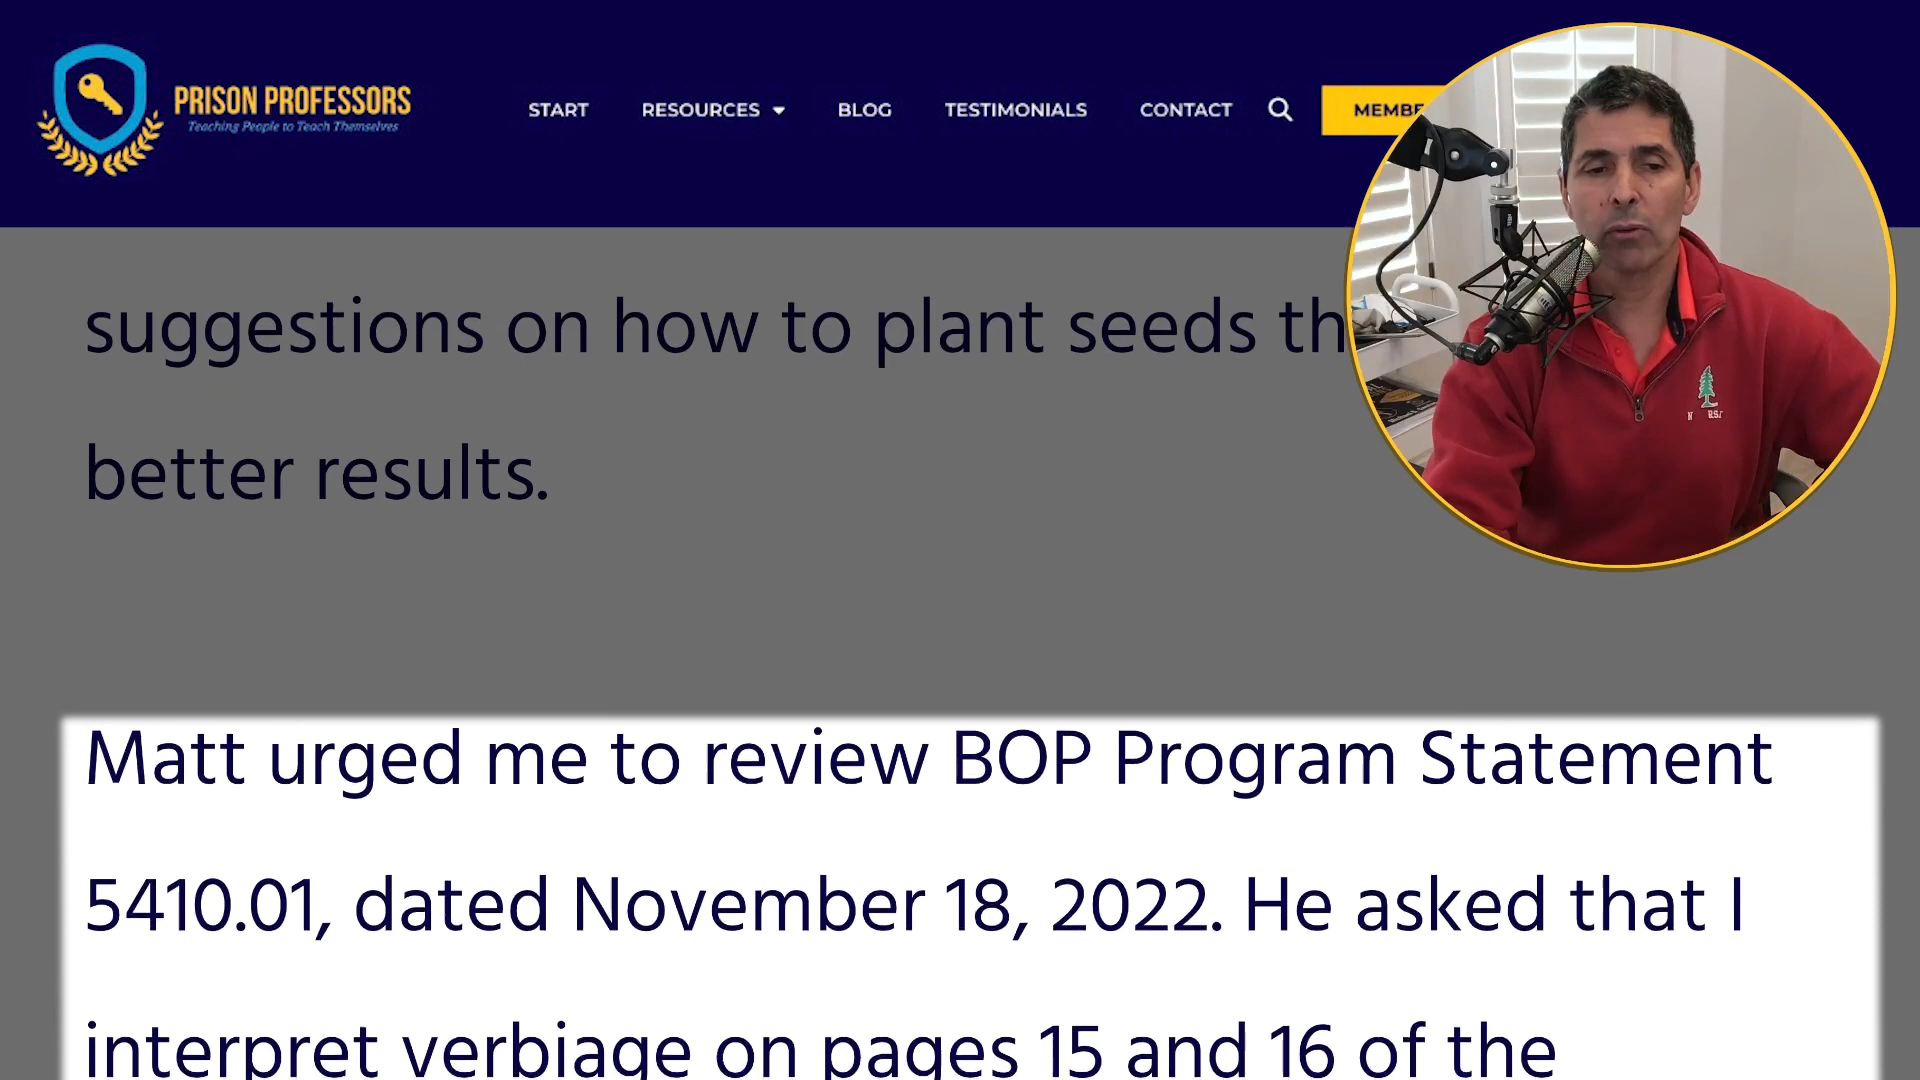 PRISON PROFESSORS
Teaching People to Teach Themselves
START RESOURCES BLOG TESTIMONIALS CONTACT
suggestions on how to plant seeds
better results.
Matt urged me to review BOP Program Statement
5410.01, dated November 18, 2022. He asked that I
interpret verbiage on pages 15 and 16 of the